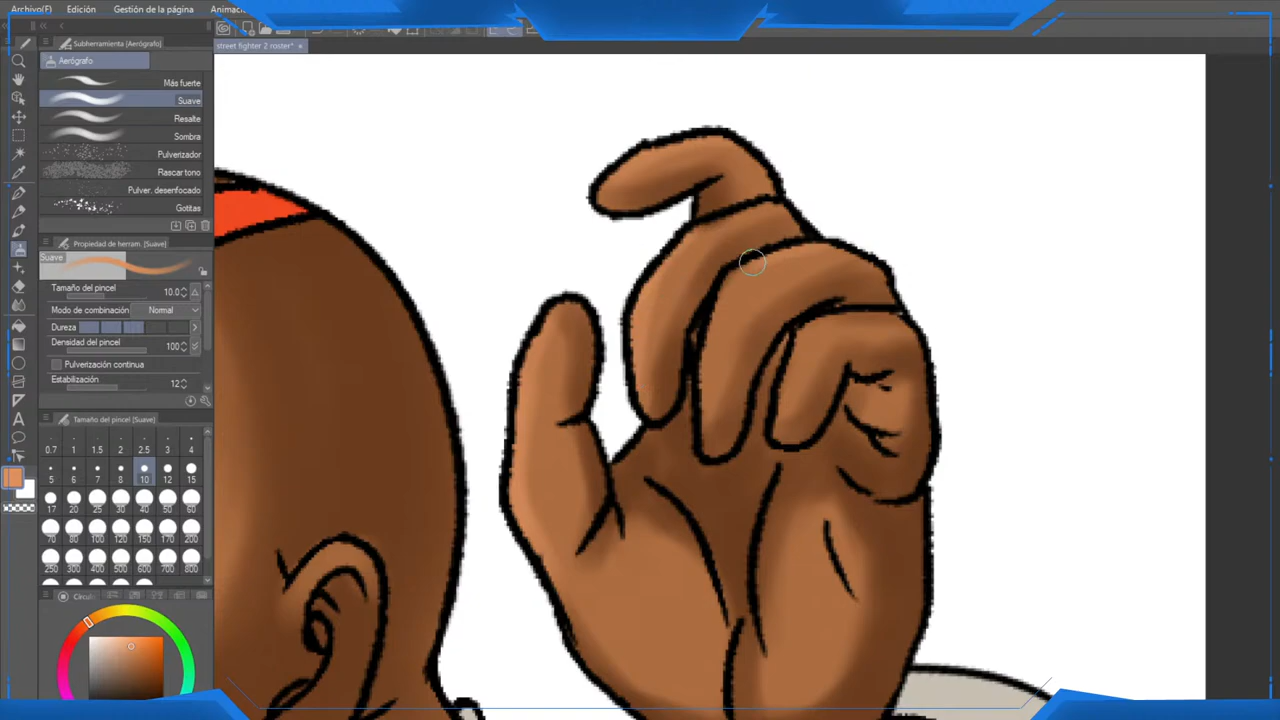 Archivo(F) Edición Gestión de la página Animación
street fighter 2 roster*
Subherramienta (Aerógrafo)
Aerógrafo
Más fuerte
Suave
Resalte
Sombra
Pulverizador
Rascar tono
Pulver. desenfocado
Gotitas
Propiedad de herram. (Suave)
Suave
Tamaño del pincel 10.0
Modo de combinación Normal
Dureza
Densidad del pincel 100
Pulverización continua
Estabilización 12
Tamaño del pincel (Suave)
0.7 1 1.5 2 2.5 3 4
5 6 7 8 10 12 15
17 20 25 30 40 50 60
70 80 100 120 150 170 200
250 300 400 500 600 700 800
A